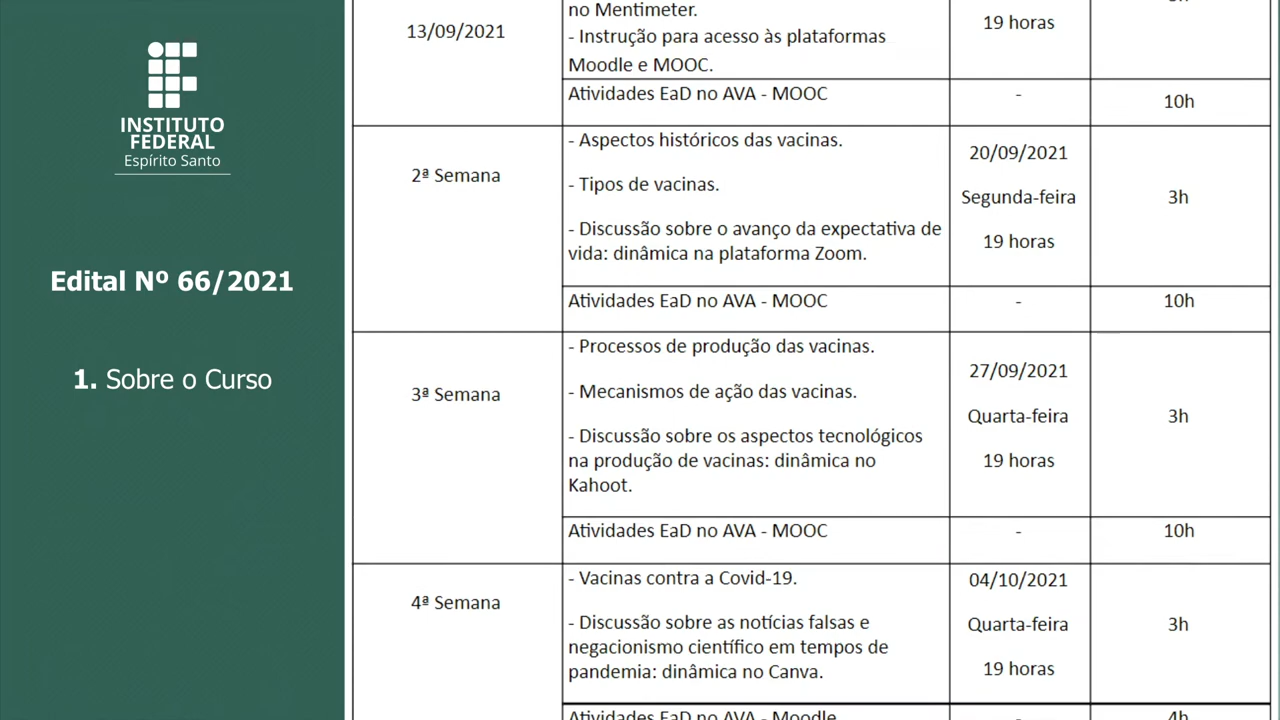 INSTITUTO
FEDERAL
Espírito Santo
Edital Nº 66/2021
1. Sobre o Curso
13/09/2021
no Mentimeter.
- Instrução para acesso às plataformas
Moodle e MOOC.
19 horas
Atividades EaD no AVA - MOOC
-
10h
2ª Semana
- Aspectos históricos das vacinas.
- Tipos de vacinas.
- Discussão sobre o avanço da expectativa de
vida: dinâmica na plataforma Zoom.
20/09/2021
Segunda-feira
19 horas
3h
Atividades EaD no AVA - MOOC
-
10h
3ª Semana
- Processos de produção das vacinas.
- Mecanismos de ação das vacinas.
- Discussão sobre os aspectos tecnológicos
na produção de vacinas: dinâmica no
Kahoot.
27/09/2021
Quarta-feira
19 horas
3h
Atividades EaD no AVA - MOOC
-
10h
4ª Semana
- Vacinas contra a Covid-19.
- Discussão sobre as notícias falsas e
negacionismo científico em tempos de
pandemia: dinâmica no Canva.
04/10/2021
Quarta-feira
19 horas
3h
Atividades EaD no AVA - Moodle
-
4h